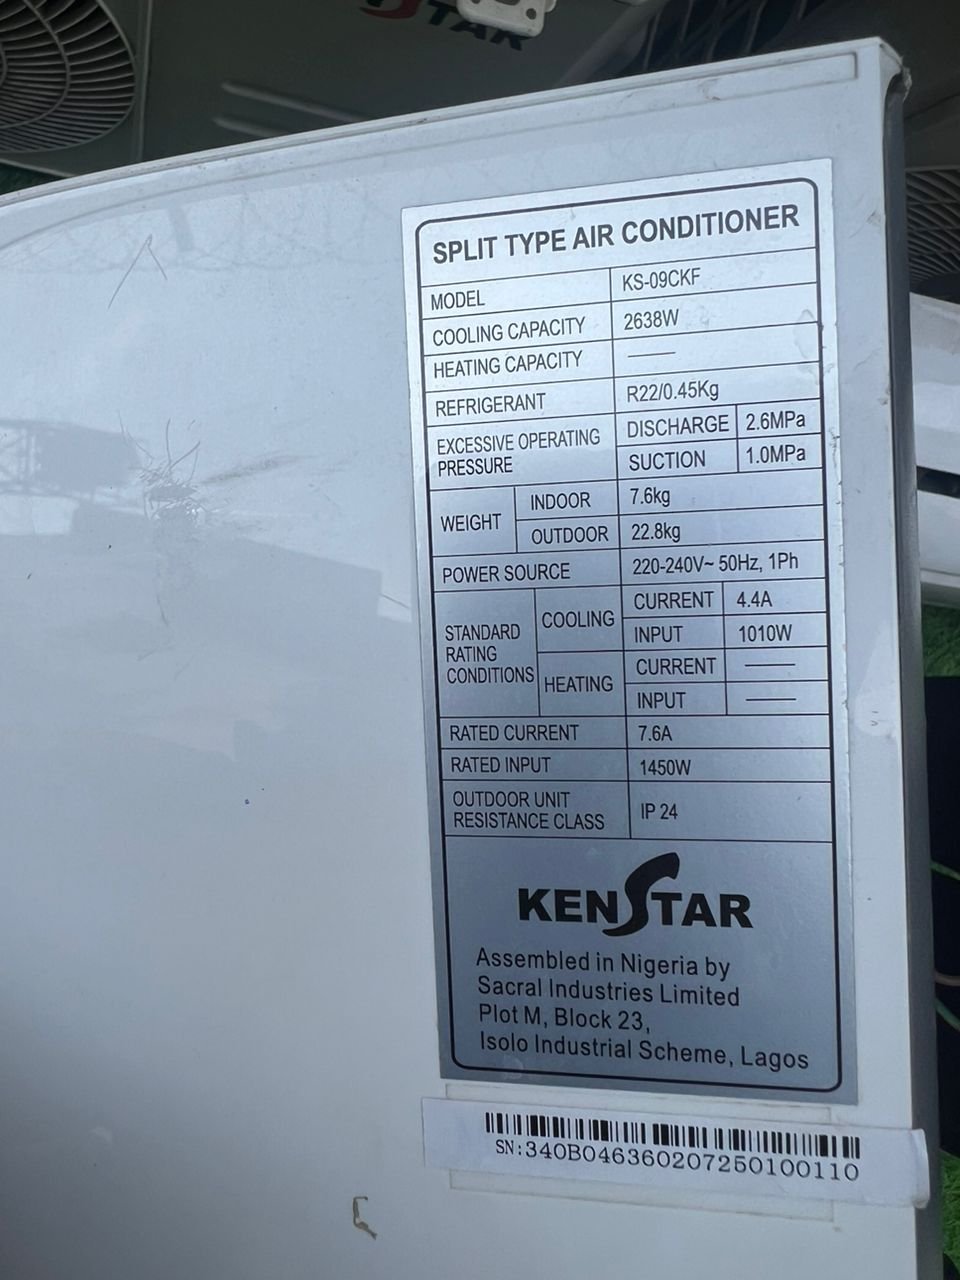 STAR
SPLIT TYPE AIR CONDITIONER
MODEL KS-09CKF
COOLING CAPACITY 2638W
HEATING CAPACITY ——
REFRIGERANT R22/0.45Kg
EXCESSIVE OPERATING PRESSURE DISCHARGE 2.6MPa
SUCTION 1.0MPa
WEIGHT INDOOR 7.6kg
OUTDOOR 22.8kg
POWER SOURCE 220-240V~ 50Hz, 1Ph
STANDARD RATING CONDITIONS COOLING CURRENT 4.4A
INPUT 1010W
HEATING CURRENT ——
INPUT ——
RATED CURRENT 7.6A
RATED INPUT 1450W
OUTDOOR UNIT RESISTANCE CLASS IP 24
KENSTAR
Assembled in Nigeria by
Sacral Industries Limited
Plot M, Block 23,
Isolo Industrial Scheme, Lagos
SN:340B046360207250100110